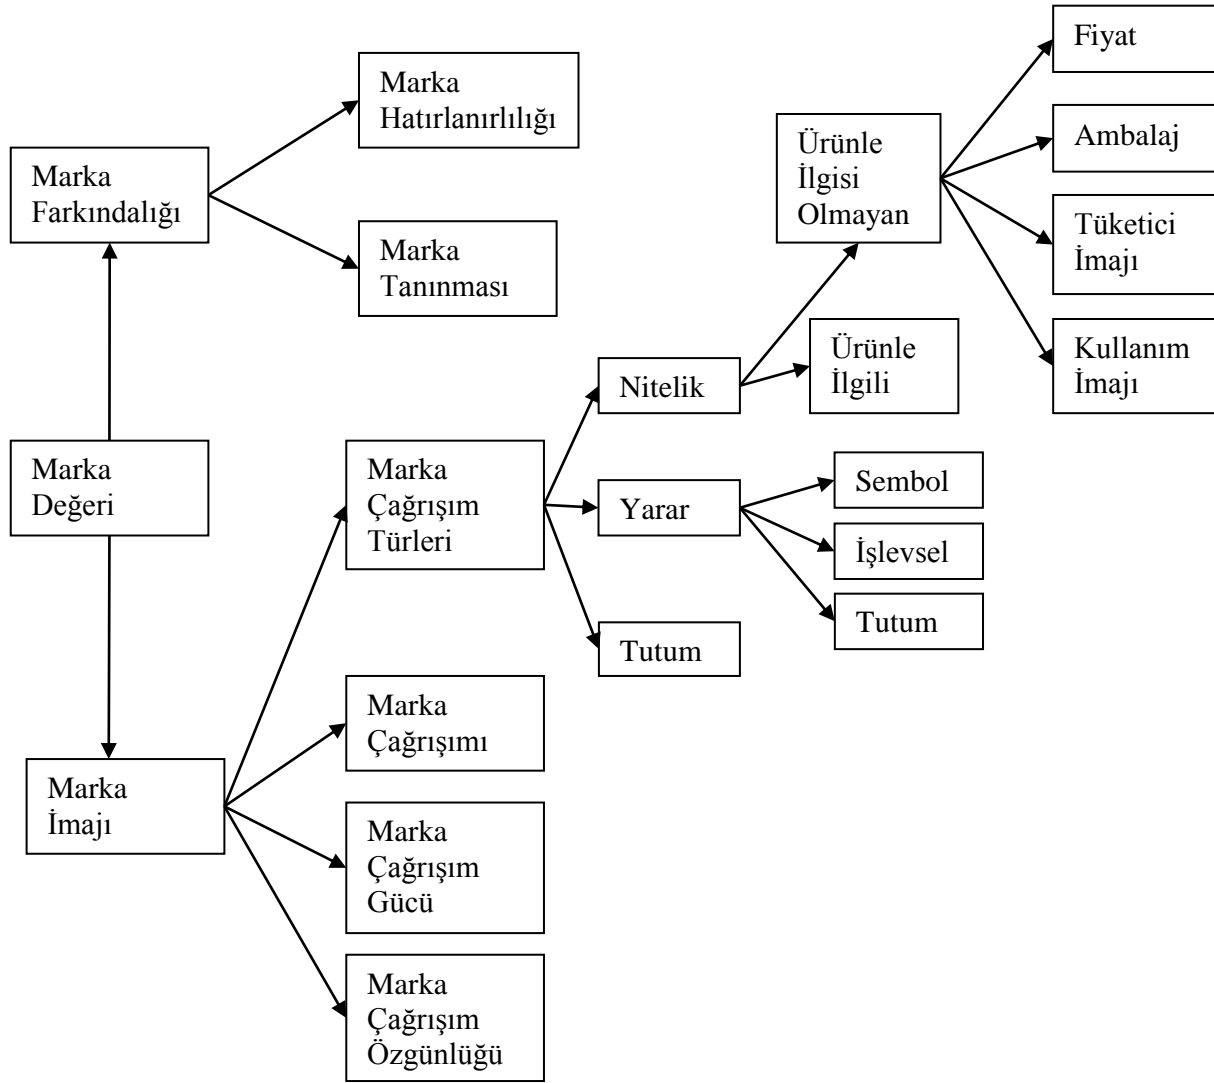 Marka
Farkındalığı
Marka
Hatırlanırlılığı
Marka
Tanınması
Marka
Değeri
Marka
İmajı
Marka
Çağrışım
Türleri
Marka
Çağrışımı
Marka
Çağrışım
Gücü
Marka
Çağrışım
Özgünlüğü
Nitelik
Yarar
Tutum
Ürünle
İlgisi
Olmayan
Ürünle
İlgili
Sembol
İşlevsel
Tutum
Fiyat
Ambalaj
Tüketici
İmajı
Kullanım
İmajı